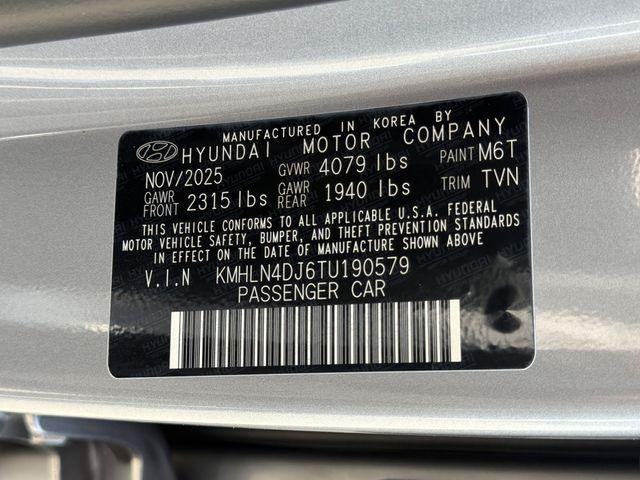 MANUFACTURED IN KOREA BY
HYUNDAI MOTOR COMPANY
NOV/2025 GVWR 4079 lbs PAINT M6T
GAWR FRONT 2315 lbs GAWR REAR 1940 lbs TRIM TVN
THIS VEHICLE CONFORMS TO ALL APPLICABLE U.S.A. FEDERAL
MOTOR VEHICLE SAFETY, BUMPER, AND THEFT PREVENTION STANDARDS
IN EFFECT ON THE DATE OF MANUFACTURE SHOWN ABOVE
V.I.N KMHLN4DJ6TU190579
PASSENGER CAR